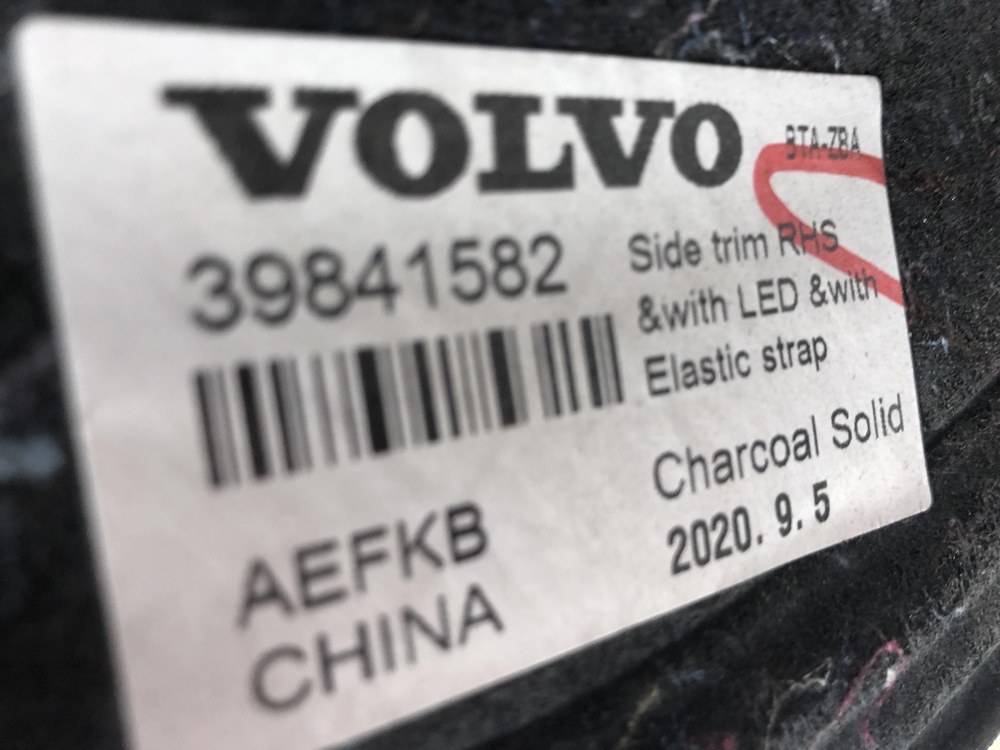 VOLVO
BTA-ZBA
39841582
Side trim RHS
&with LED &with
Elastic strap
Charcoal Solid
2020. 9. 5
AEFKB
CHINA